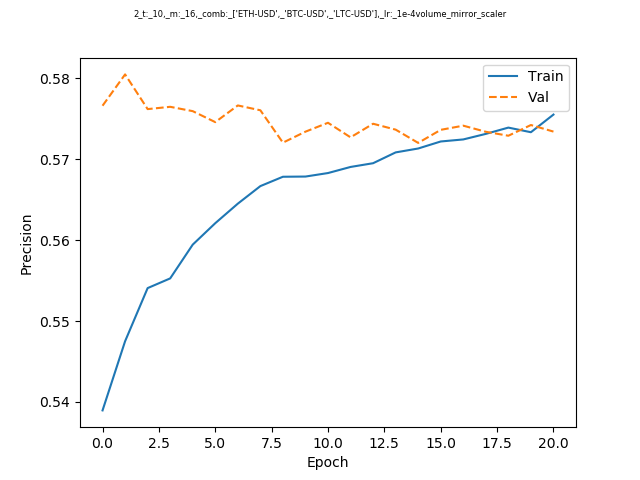 2_t:_10,_m:_16,_comb:_['ETH-USD',_'BTC-USD',_'LTC-USD'],_lr:_1e-4volume_mirror_scaler
Train
Val
0.58
0.57
0.56
0.55
0.54
Precision
0.0 2.5 5.0 7.5 10.0 12.5 15.0 17.5 20.0
Epoch